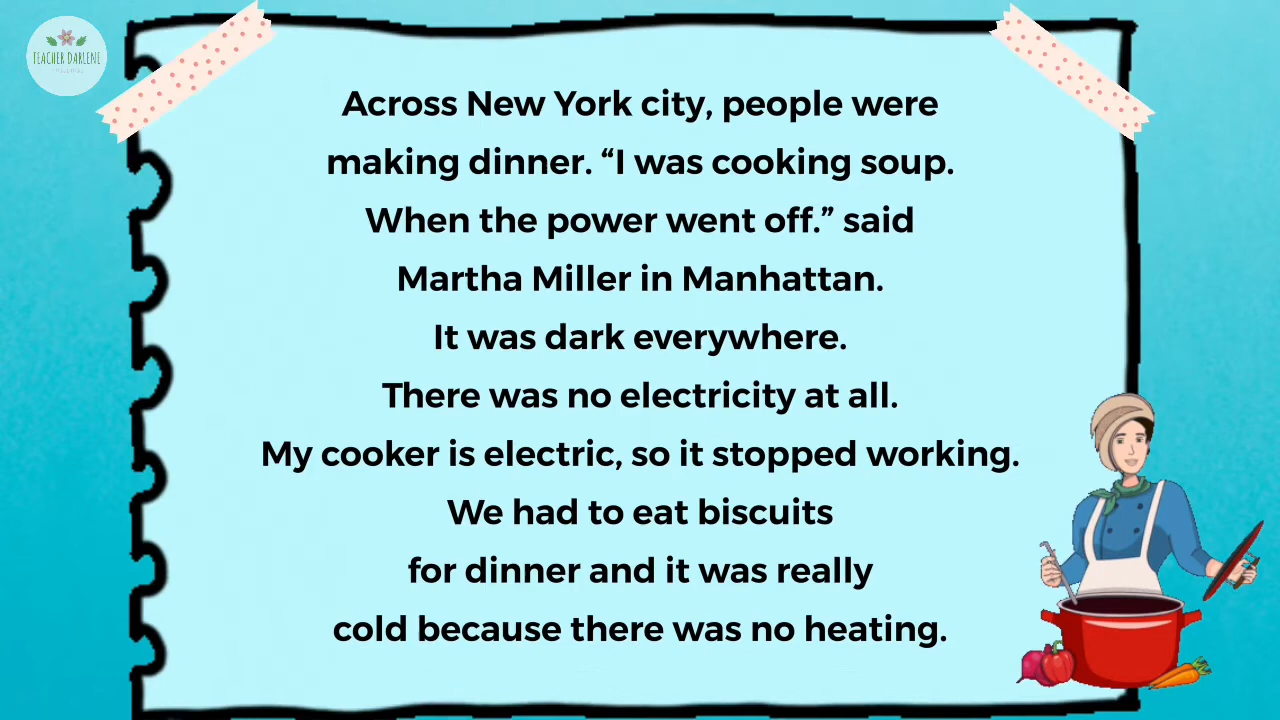 TEACHER DARLENE
Across New York city, people were
making dinner. “I was cooking soup.
When the power went off.” said
Martha Miller in Manhattan.
It was dark everywhere.
There was no electricity at all.
My cooker is electric, so it stopped working.
We had to eat biscuits
for dinner and it was really
cold because there was no heating.